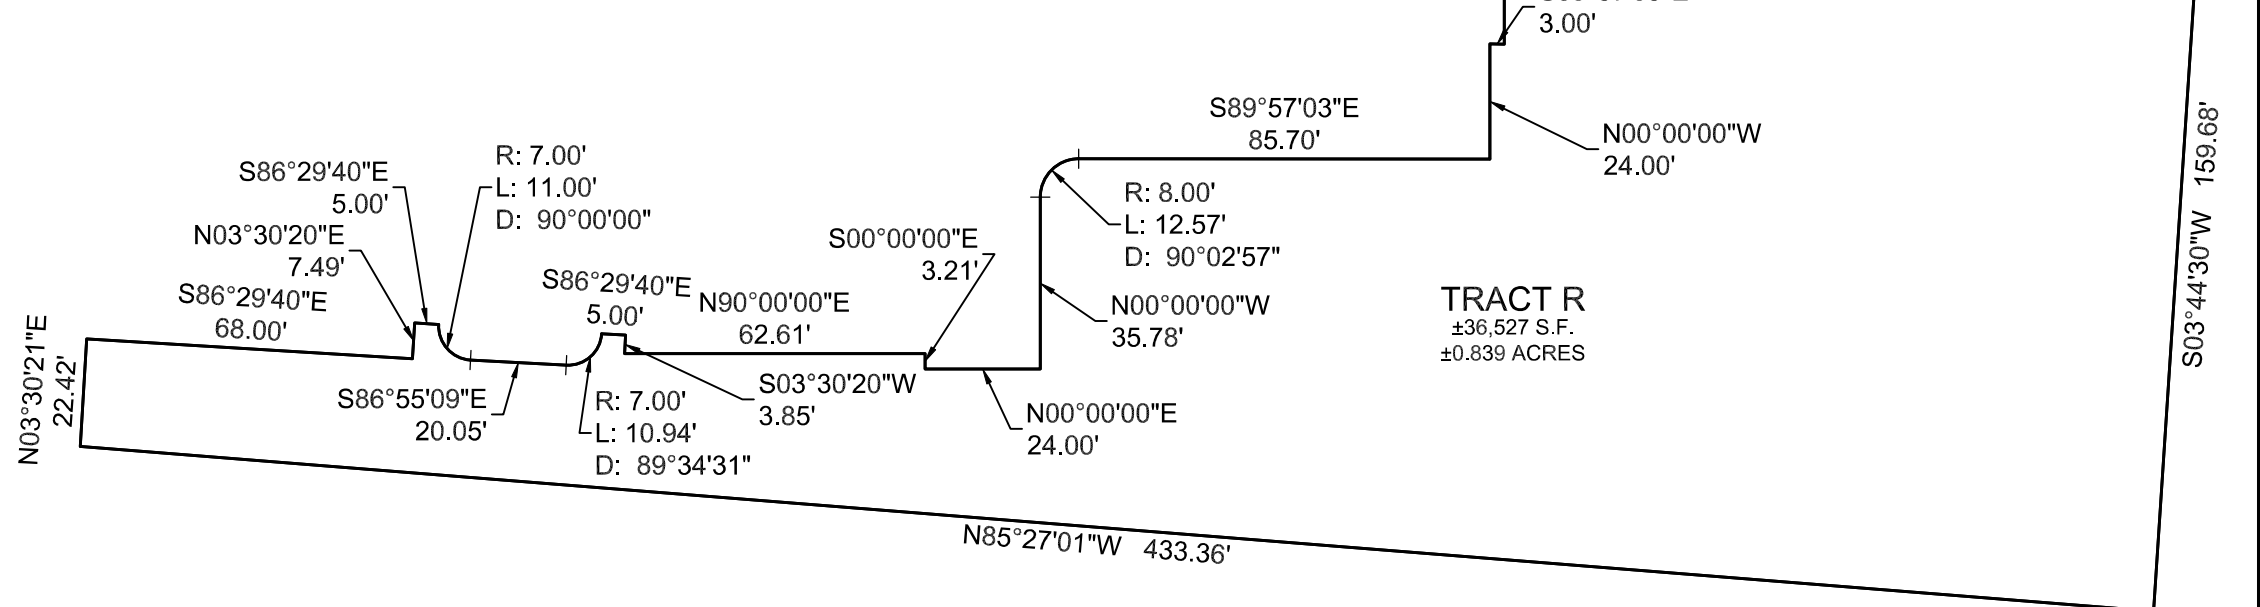 3.00'
S89°57'03"E
85.70'
N00°00'00"W
24.00'
S03°44'30"W 159.68'
R: 7.00'
L: 11.00'
D: 90°00'00"
S86°29'40"E
5.00'
R: 8.00'
L: 12.57'
D: 90°02'57"
N03°30'20"E
7.49'
S00°00'00"E
3.21'
S86°29'40"E
68.00'
S86°29'40"E
5.00'
N90°00'00"E
62.61'
N00°00'00"W
35.78'
TRACT R
±36,527 S.F.
±0.839 ACRES
N03°30'21"E
22.42'
S86°55'09"E
20.05'
R: 7.00'
L: 10.94'
D: 89°34'31"
S03°30'20"W
3.85'
N00°00'00"E
24.00'
N85°27'01"W 433.36'